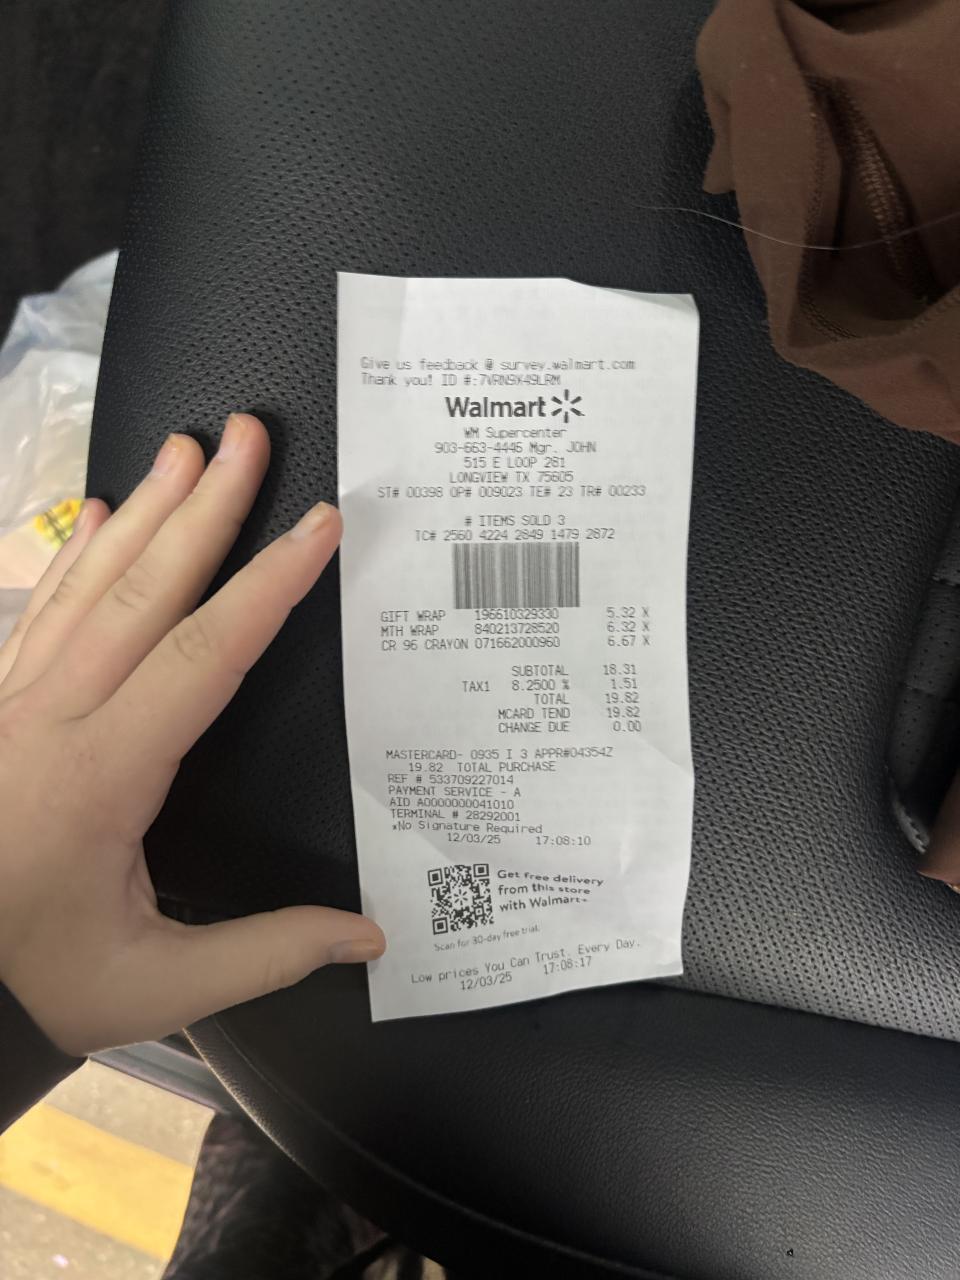 Give us feedback @ survey.walmart.com
Thank you! ID #:7VRN9X49LRM
Walmart
WM Supercenter
903-663-4446 Mgr. JOHN
515 E LOOP 281
LONGVIEW TX 75605
ST# 00398 OP# 009023 TE# 23 TR# 00233
# ITEMS SOLD 3
TC# 2560 4224 2849 1479 2872
GIFT WRAP 196610329330 5.32 X
MTH WRAP 840213728520 6.32 X
CR 96 CRAYON 071662000960 6.67 X
SUBTOTAL 18.31
TAX1 8.2500 % 1.51
TOTAL 19.82
MCARD TEND 19.82
CHANGE DUE 0.00
MASTERCARD- 0935 I 3 APPR#04354Z
19.82 TOTAL PURCHASE
REF # 533709227014
PAYMENT SERVICE - A
AID A0000000041010
TERMINAL # 28292001
*No Signature Required
12/03/25 17:08:10
Get free delivery
from this store
with Walmart+
Scan for 30-day free trial.
Low prices You Can Trust. Every Day.
12/03/25 17:08:17